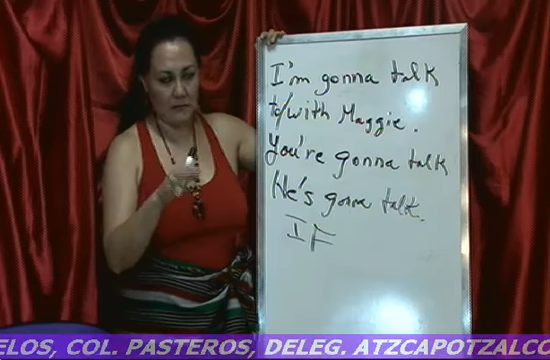 I'm gonna talk
to/with Maggie.
You're gonna talk
He's gonna talk.
IF
ELOS, COL. PASTEROS, DELEG. ATZCAPOTZALCO